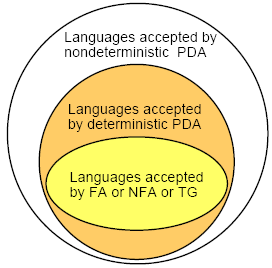 Languages accepted by
nondeterministic PDA
Languages accepted
by deterministic PDA
Languages accepted
by FA or NFA or TG